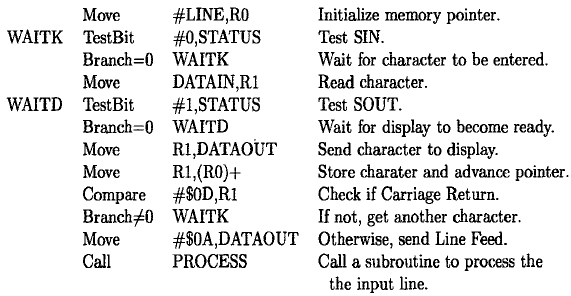 Move #LINE,R0 Initialize memory pointer.
WAITK TestBit #0,STATUS Test SIN.
Branch=0 WAITK Wait for character to be entered.
Move DATAIN,R1 Read character.
WAITD TestBit #1,STATUS Test SOUT.
Branch=0 WAITD Wait for display to become ready.
Move R1,DATAOUT Send character to display.
Move R1,(R0)+ Store charater and advance pointer.
Compare #$0D,R1 Check if Carriage Return.
Branch≠0 WAITK If not, get another character.
Move #$0A,DATAOUT Otherwise, send Line Feed.
Call PROCESS Call a subroutine to process the
the input line.